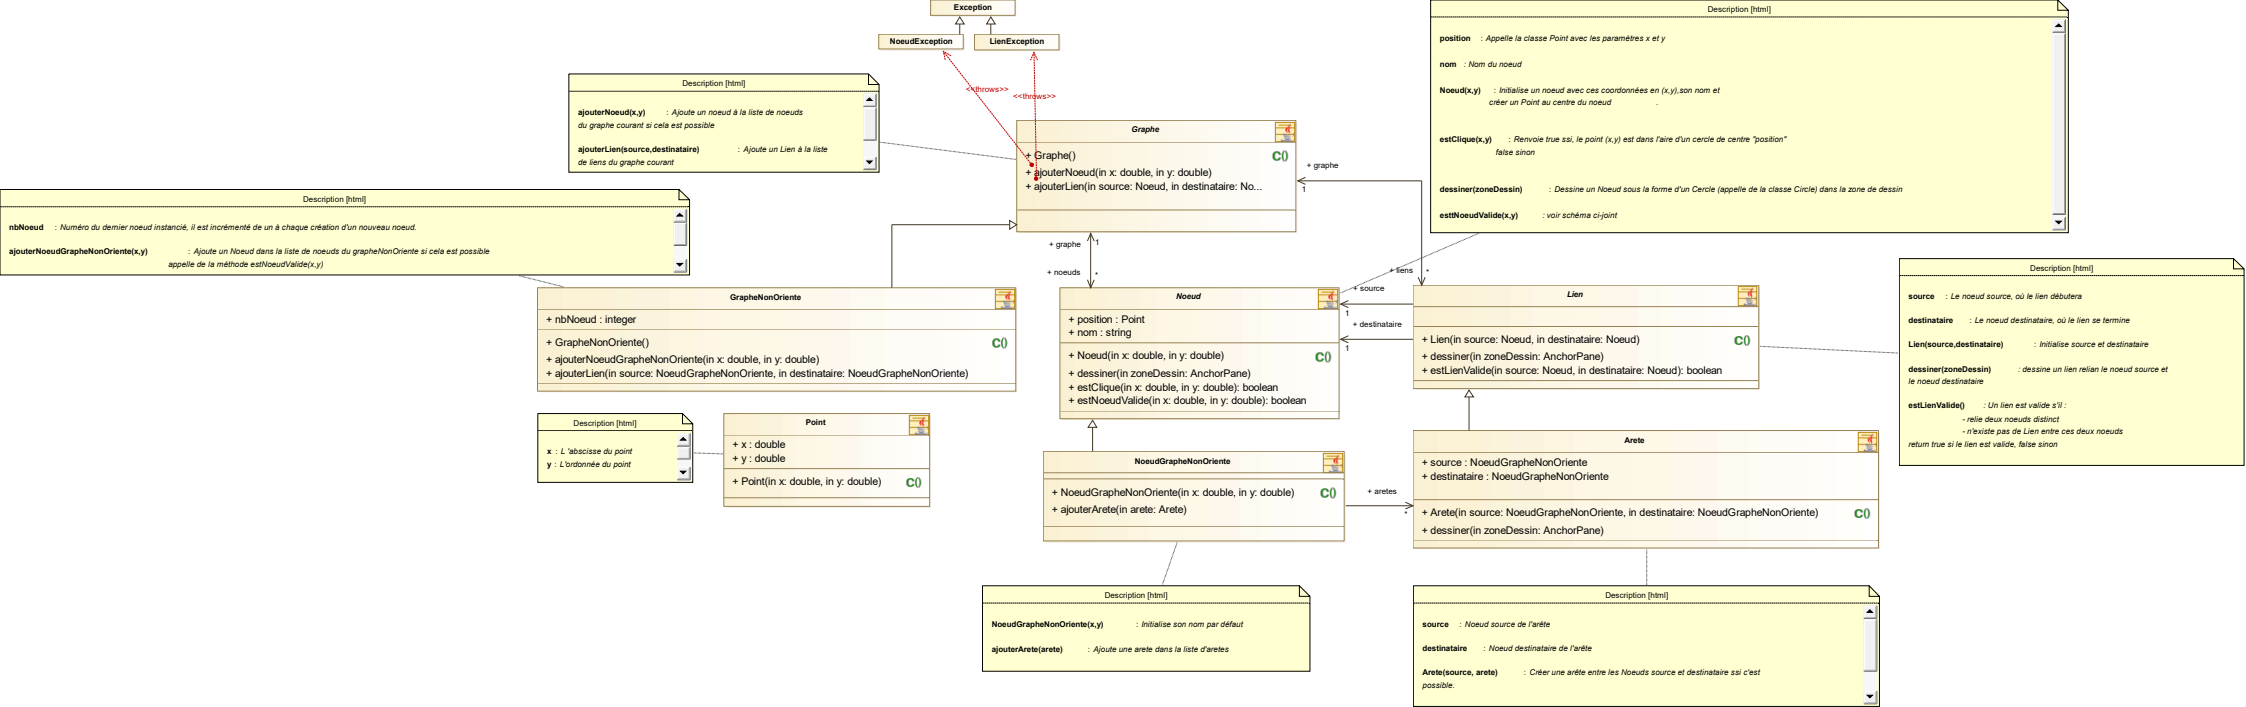 Exception
NoeudException
LienException
<<throws>>
<<throws>>
Description [html]
ajouterNoeud(x,y) : Ajoute un noeud à la liste de noeuds
du graphe courant si cela est possible
ajouterLien(source,destinataire) : Ajoute un Lien à la liste
de liens du graphe courant
Graphe
+ Graphe()
C()
+ ajouterNoeud(in x: double, in y: double)
+ ajouterLien(in source: Noeud, in destinataire: No...
Description [html]
position : Appelle la classe Point avec les paramètres x et y
nom : Nom du noeud
Noeud(x,y) : Initialise un noeud avec ces coordonnées en (x,y),son nom et
créer un Point au centre du noeud .
estClique(x,y) : Renvoie true ssi, le point (x,y) est dans l'aire d'un cercle de centre "position"
false sinon
dessiner(zoneDessin) : Dessine un Noeud sous la forme d'un Cercle (appelle de la classe Circle) dans la zone de dessin
esttNoeudValide(x,y) : voir schéma ci-joint
Description [html]
nbNoeud : Numéro du dernier noeud instancié, il est incrémenté de un à chaque création d'un nouveau noeud.
ajouterNoeudGrapheNonOriente(x,y) : Ajoute un Noeud dans la liste de noeuds du grapheNonOriente si cela est possible
appelle de la méthode estNoeudValide(x,y)
+ graphe
1
+ graphe
1
+ noeuds
*
+ liens
*
+ source
1
+ destinataire
1
GrapheNonOriente
+ nbNoeud : integer
+ GrapheNonOriente()
C()
+ ajouterNoeudGrapheNonOriente(in x: double, in y: double)
+ ajouterLien(in source: NoeudGrapheNonOriente, in destinataire: NoeudGrapheNonOriente)
Noeud
+ position : Point
+ nom : string
+ Noeud(in x: double, in y: double)
C()
+ dessiner(in zoneDessin: AnchorPane)
+ estClique(in x: double, in y: double): boolean
+ estNoeudValide(in x: double, in y: double): boolean
Lien
+ Lien(in source: Noeud, in destinataire: Noeud)
C()
+ dessiner(in zoneDessin: AnchorPane)
+ estLienValide(in source: Noeud, in destinataire: Noeud): boolean
Description [html]
source : Le noeud source, où le lien débutera
destinataire : Le noeud destinataire, où le lien se termine
Lien(source,destinataire) : Initialise source et destinataire
dessiner(zoneDessin) : dessine un lien relian le noeud source et
le noeud destinataire
estLienValide() : Un lien est valide s'il :
- relie deux noeuds distinct
- n'existe pas de Lien entre ces deux noeuds
return true si le lien est valide, false sinon
Description [html]
x : L 'abscisse du point
y : L'ordonnée du point
Point
+ x : double
+ y : double
+ Point(in x: double, in y: double)
C()
NoeudGrapheNonOriente
+ NoeudGrapheNonOriente(in x: double, in y: double)
C()
+ ajouterArete(in arete: Arete)
+ aretes
*
Arete
+ source : NoeudGrapheNonOriente
+ destinataire : NoeudGrapheNonOriente
+ Arete(in source: NoeudGrapheNonOriente, in destinataire: NoeudGrapheNonOriente)
C()
+ dessiner(in zoneDessin: AnchorPane)
Description [html]
NoeudGrapheNonOriente(x,y) : Initialise son nom par défaut
ajouterArete(arete) : Ajoute une arete dans la liste d'aretes
Description [html]
source : Noeud source de l'arête
destinataire : Noeud destinataire de l'arête
Arete(source, arete) : Créer une arête entre les Noeuds source et destinataire ssi c'est
possible.